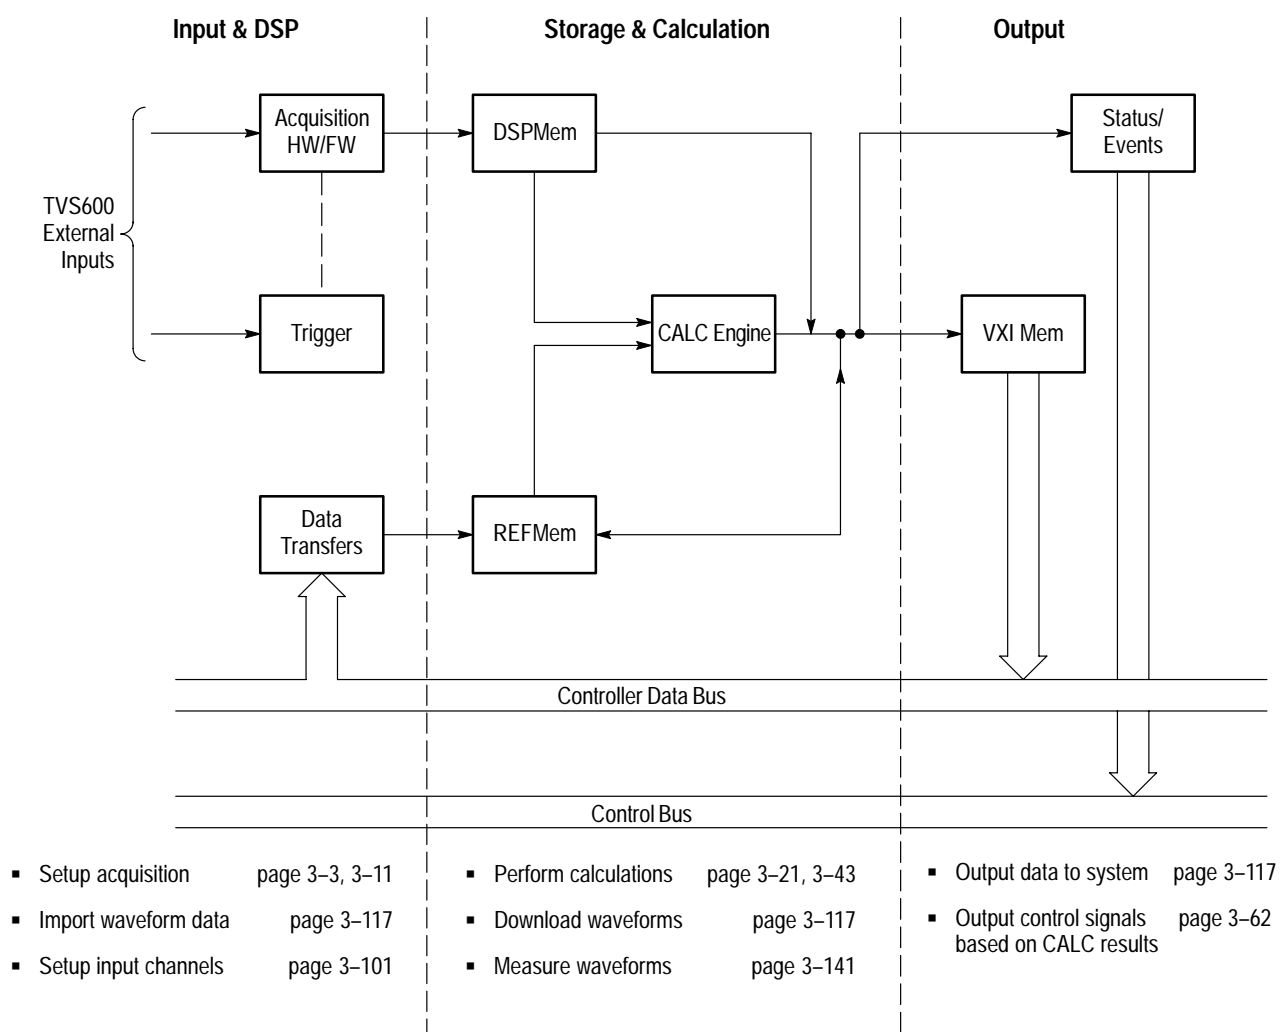 Input & DSP
Storage & Calculation
Output
Acquisition
HW/FW
DSPMem
Status/
Events
TVS600
External
Inputs
Trigger
CALC Engine
VXI Mem
Data
Transfers
REFMem
Controller Data Bus
Control Bus
▪ Setup acquisition page 3–3, 3–11
▪ Import waveform data page 3–117
▪ Setup input channels page 3–101
▪ Perform calculations page 3–21, 3–43
▪ Download waveforms page 3–117
▪ Measure waveforms page 3–141
▪ Output data to system page 3–117
▪ Output control signals page 3–62
based on CALC results